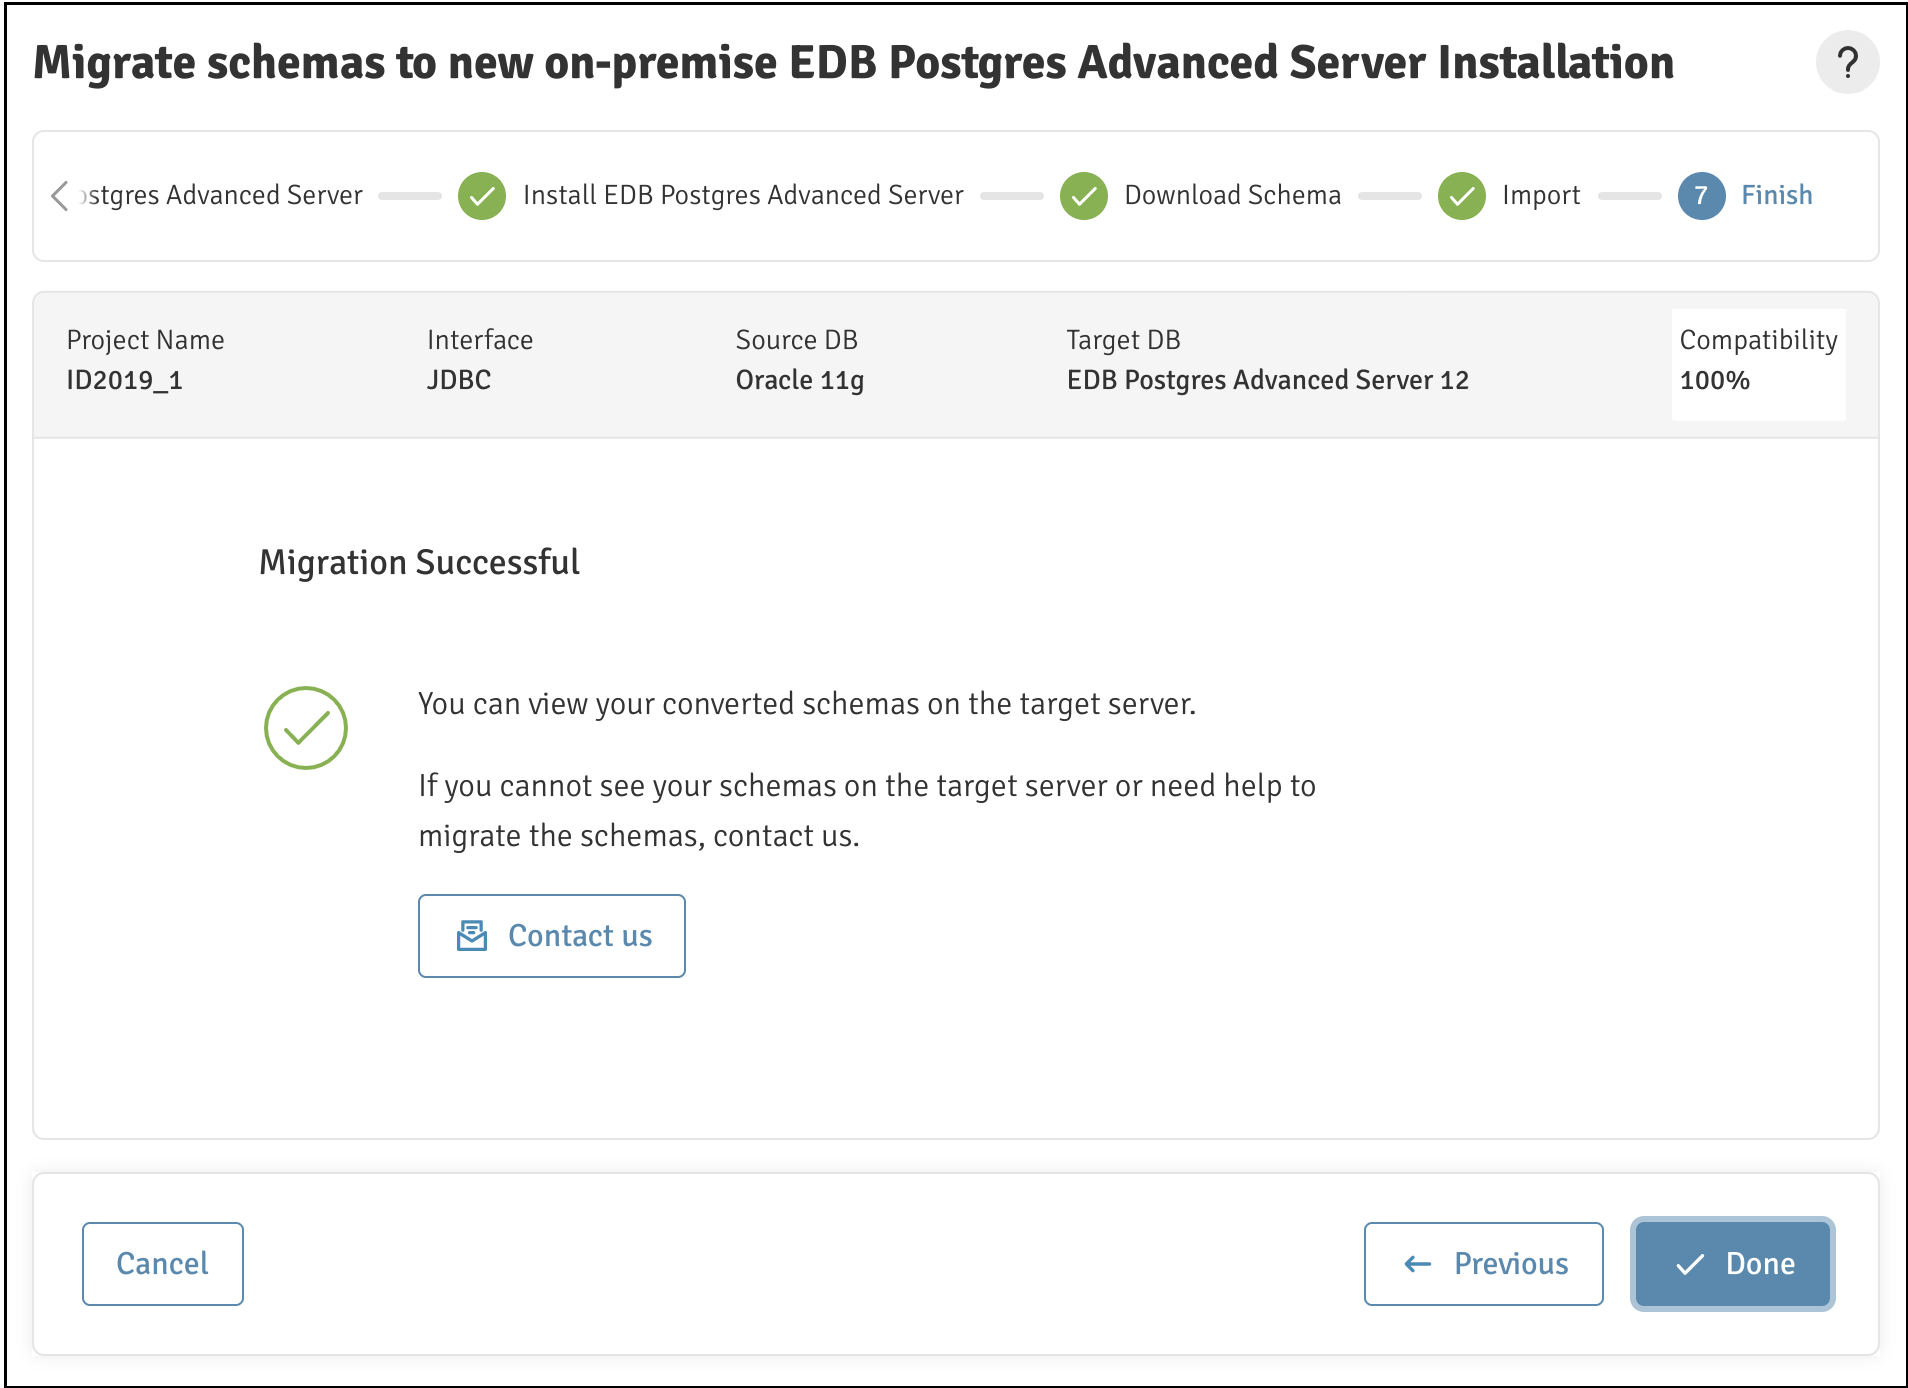 Migrate schemas to new on-premise EDB Postgres Advanced Server Installation
?
Advanced Server
Install EDB Postgres Advanced Server
Download Schema
Import
7 Finish
Project Name
ID2019_1
Interface
JDBC
Source DB
Oracle 11g
Target DB
EDB Postgres Advanced Server 12
Compatibility
100%
Migration Successful
You can view your converted schemas on the target server.
If you cannot see your schemas on the target server or need help to
migrate the schemas, contact us.
Contact us
Cancel
Previous
Done